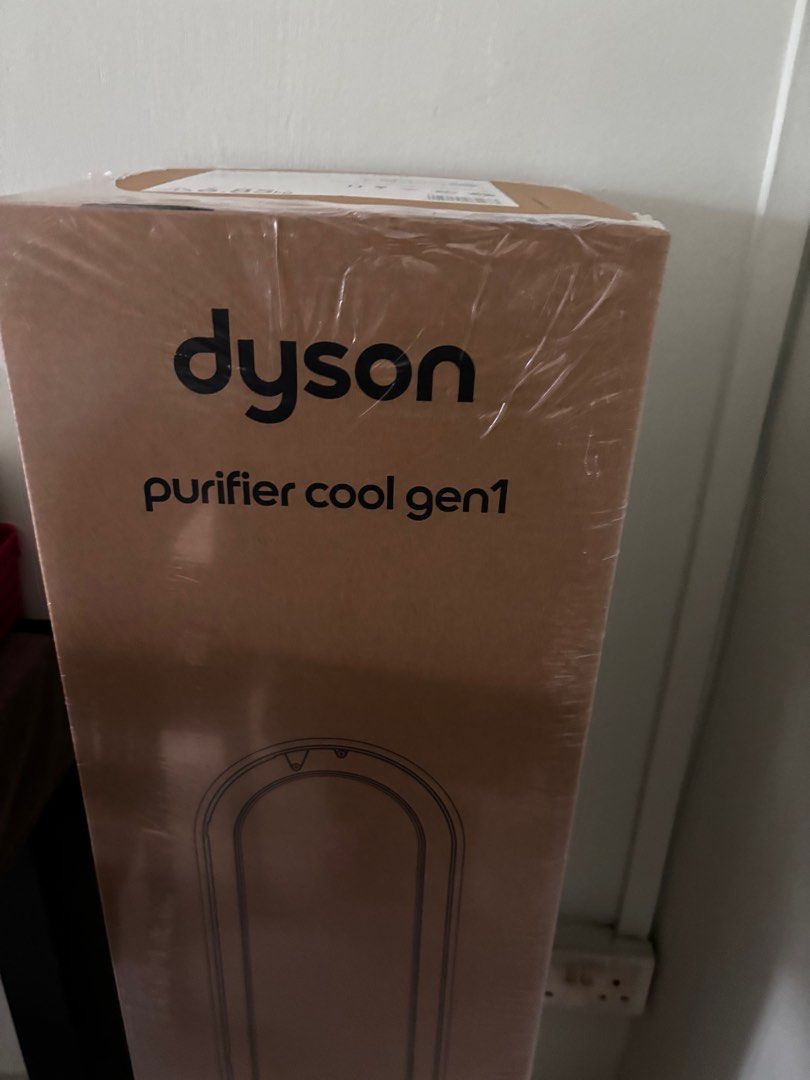 dyson
purifier cool gen1